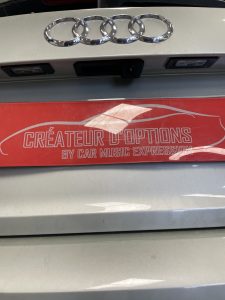 CRÉATEUR D'OPTIONS
BY CAR MUSIC EXPRESSION